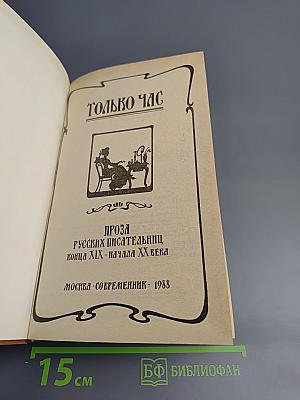 ТОЛЬКО ЧАС
ПРОЗА
РУССКИХ ПИСАТЕЛЬНИЦ
КОНЦА XIX - НАЧАЛА XX ВЕКА
МОСКВА · СОВРЕМЕННИК · 1988
15 см
БФ БИБЛИОФАН